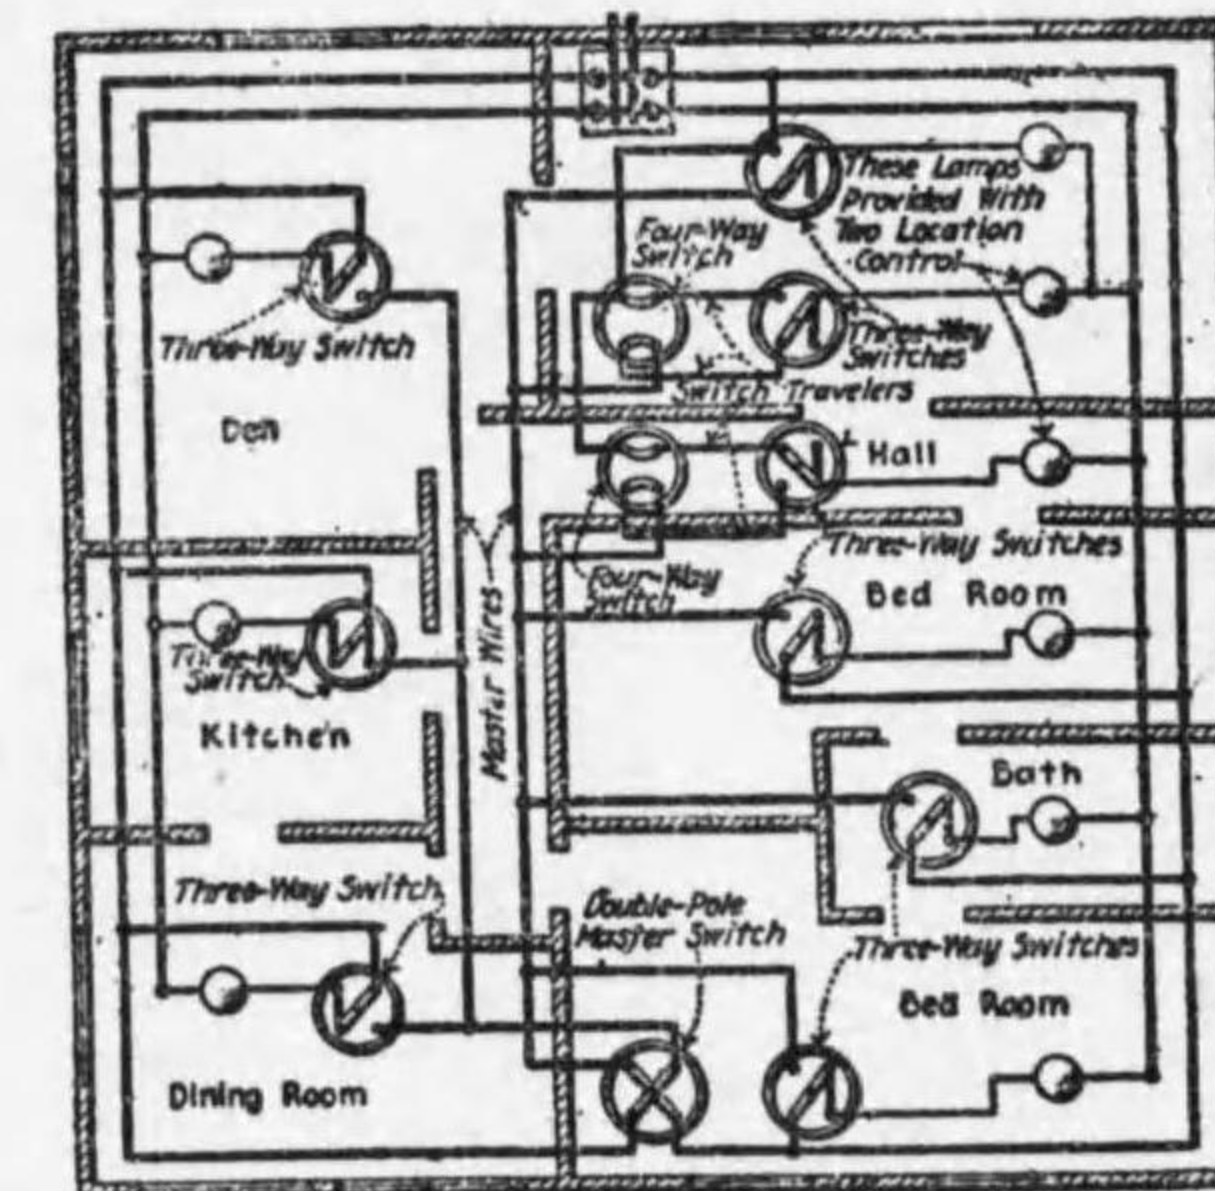 These Lamps
Provided With
Two Location
Control
Four-Way
Switch
Three-Way
Switches
Three-Way Switch
Switch Travelers
Den
Hall
Three-Way Switches
Four-Way
Switch
Bed Room
Master Wires
Three-Way
Switch
Kitchen
Bath
Three-Way Switch
Double-Pole
Master Switch
Three-Way Switches
Bed Room
Dining Room